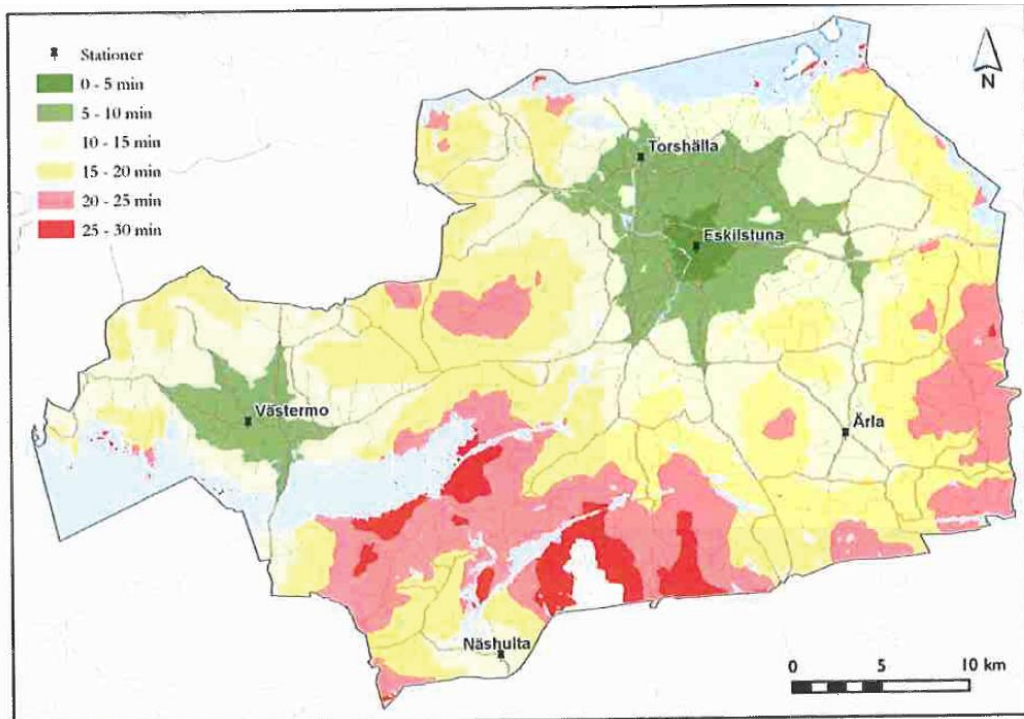 Stationer
0 - 5 min
5 - 10 min
10 - 15 min
15 - 20 min
20 - 25 min
25 - 30 min
N
Torshälla
Eskilstuna
Västermo
Ärla
Näshulta
0 5 10 km